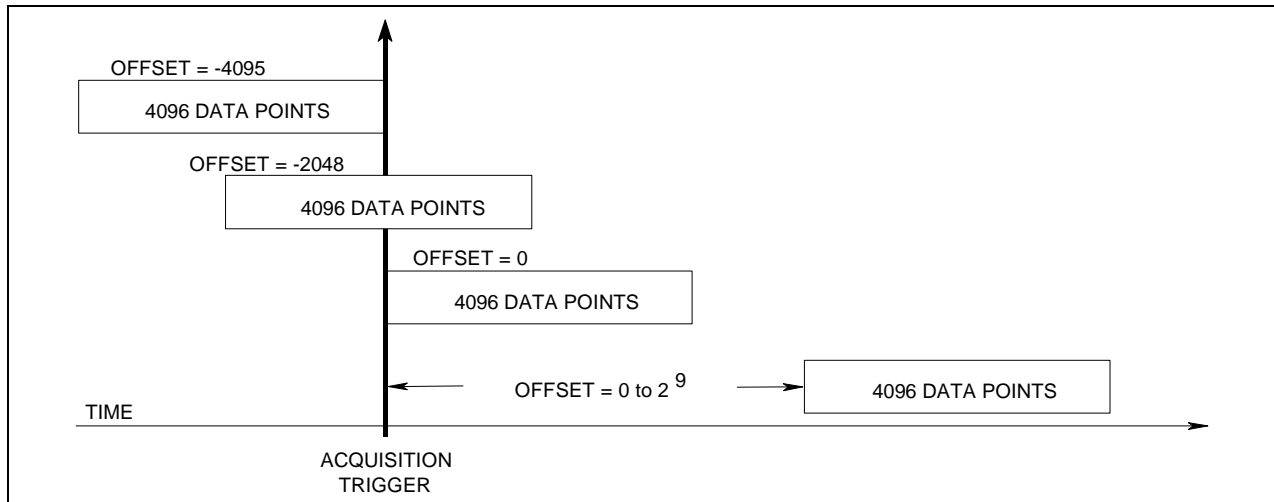 OFFSET = -4095
4096 DATA POINTS
OFFSET = -2048
4096 DATA POINTS
OFFSET = 0
4096 DATA POINTS
OFFSET = 0 to 2 9
4096 DATA POINTS
TIME
ACQUISITION
TRIGGER